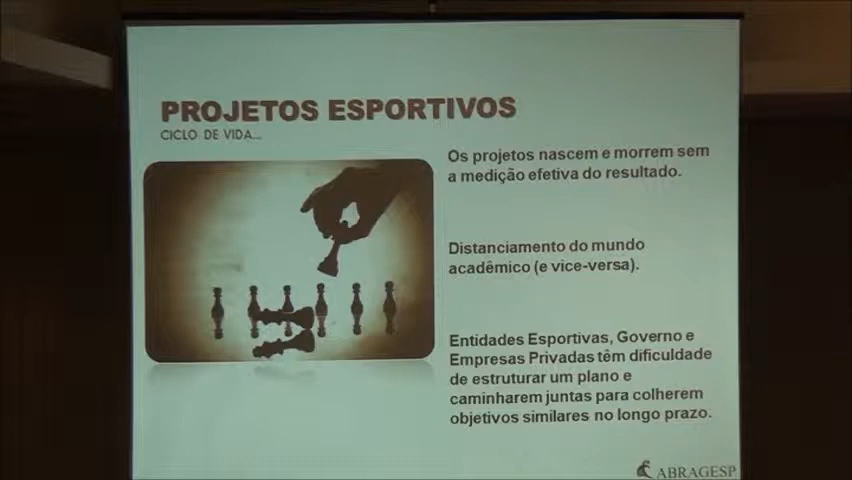 PROJETOS ESPORTIVOS
CICLO DE VIDA...
Os projetos nascem e morrem sem
a medição efetiva do resultado.
Distanciamento do mundo
acadêmico (e vice-versa).
Entidades Esportivas, Governo e
Empresas Privadas têm dificuldade
de estruturar um plano e
caminharem juntas para colherem
objetivos similares no longo prazo.
ABRAGESP